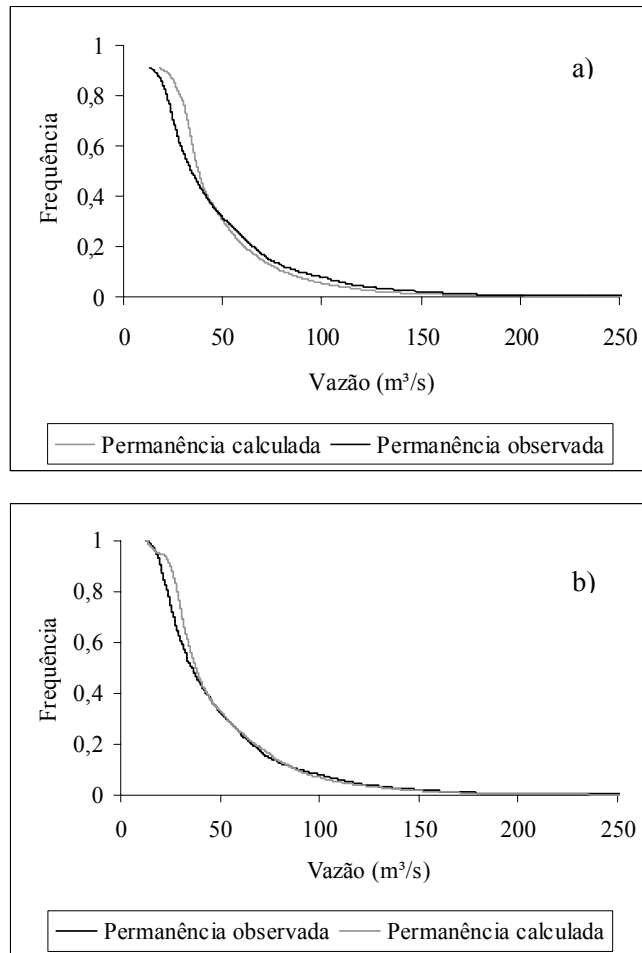 a)
1
0,8
0,6
0,4
0,2
0
Frequência
0 50 100 150 200 250
Vazão (m³/s)
Permanência calculada Permanência observada
b)
1
0,8
0,6
0,4
0,2
0
Frequência
0 50 100 150 200 250
Vazão (m³/s)
Permanência observada Permanência calculada